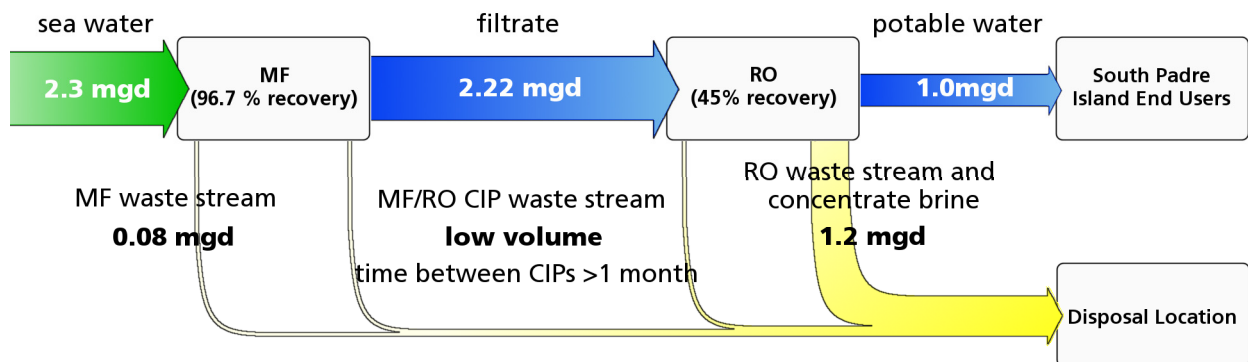 sea water
filtrate
potable water
2.3 mgd
MF
(96.7 % recovery)
2.22 mgd
RO
(45% recovery)
1.0mgd
South Padre
Island End Users
MF waste stream
0.08 mgd
MF/RO CIP waste stream
low volume
time between CIPs >1 month
RO waste stream and
concentrate brine
1.2 mgd
Disposal Location